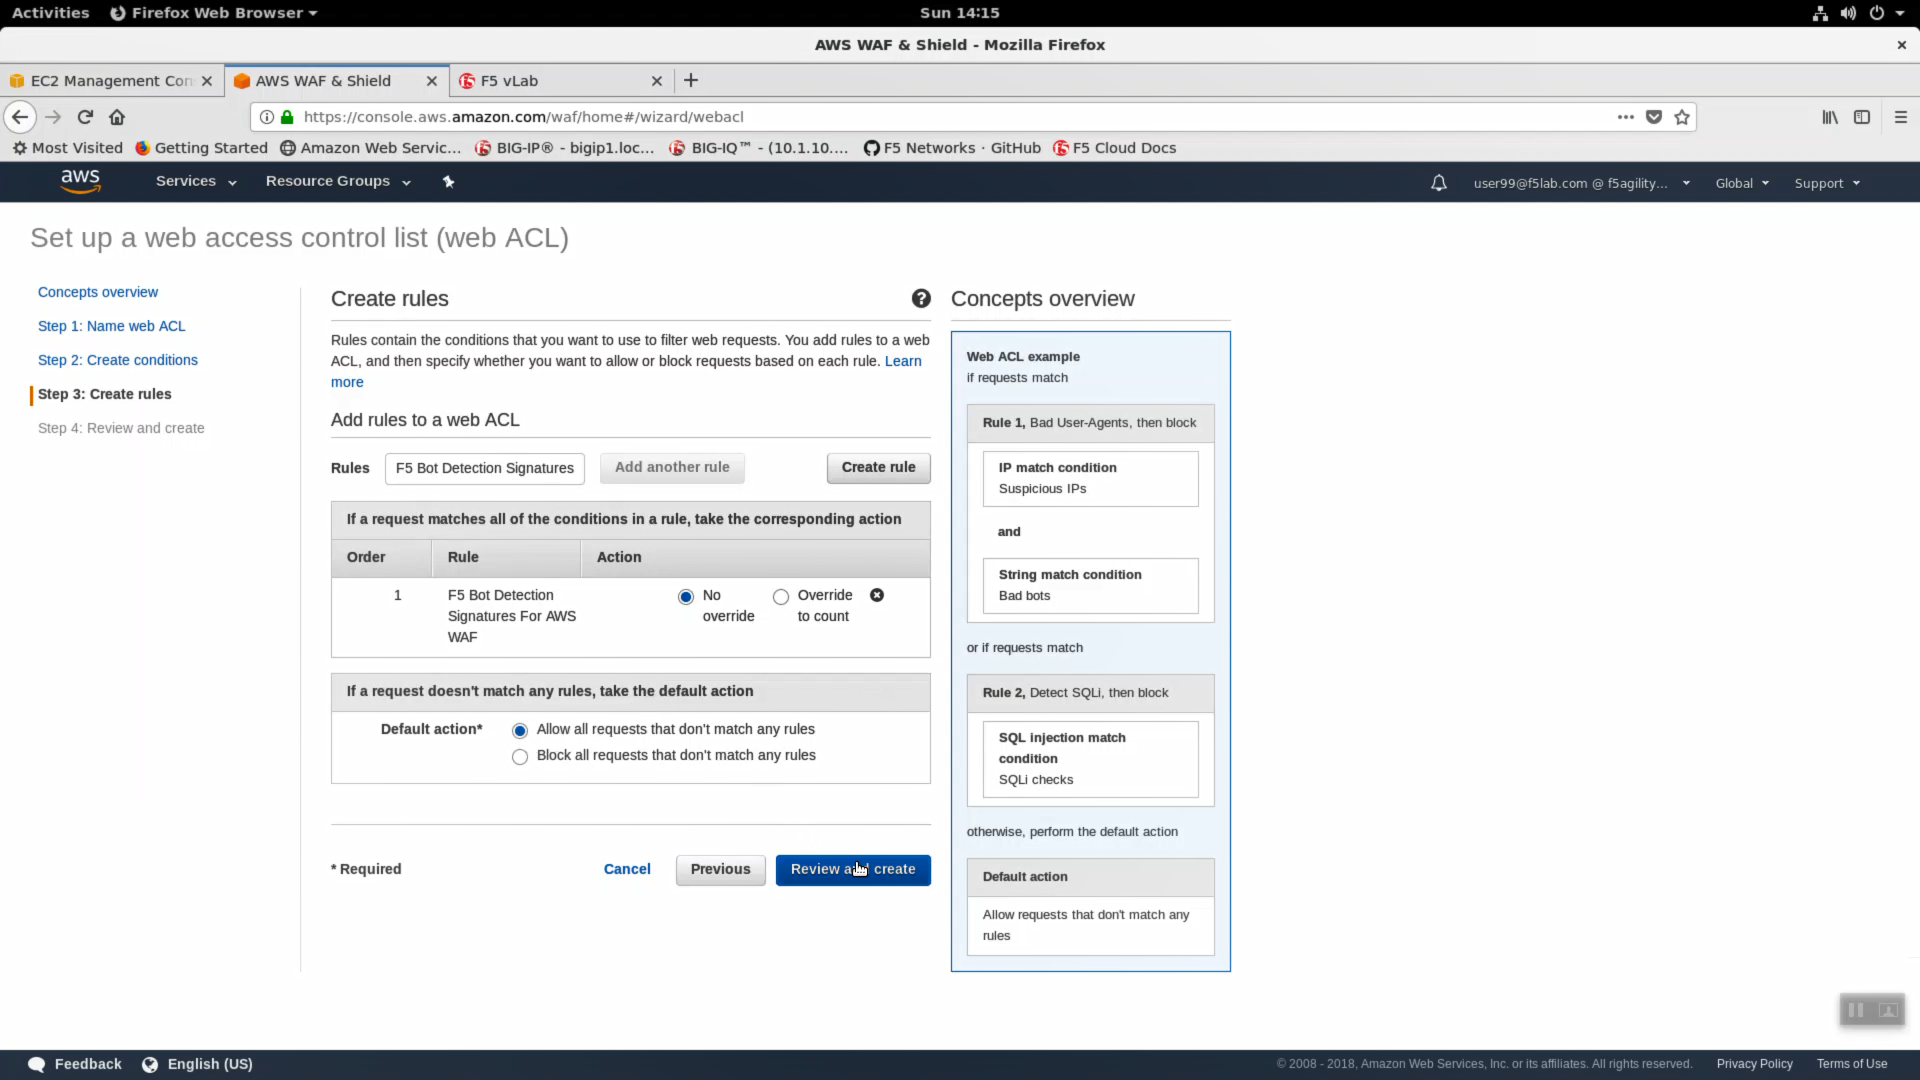 Activities Firefox Web Browser Sun 14:15
AWS WAF & Shield - Mozilla Firefox
EC2 Management Con AWS WAF & Shield F5 vLab
https://console.aws.amazon.com/waf/home#/wizard/webacl
Most Visited Getting Started Amazon Web Servic... BIG-IP® - bigip1.loc... BIG-IQ™ - (10.1.10.... F5 Networks · GitHub F5 Cloud Docs
aws Services Resource Groups user99@f5lab.com @ f5agility... Global Support
Set up a web access control list (web ACL)
Concepts overview
Step 1: Name web ACL
Step 2: Create conditions
Step 3: Create rules
Step 4: Review and create
Create rules
Rules contain the conditions that you want to use to filter web requests. You add rules to a web
ACL, and then specify whether you want to allow or block requests based on each rule. Learn
more
Add rules to a web ACL
Rules F5 Bot Detection Signatures Add another rule Create rule
If a request matches all of the conditions in a rule, take the corresponding action
Order Rule Action
1 F5 Bot Detection No Override
Signatures For AWS override to count
WAF
If a request doesn't match any rules, take the default action
Default action* Allow all requests that don't match any rules
Block all requests that don't match any rules
* Required Cancel Previous Review and create
Concepts overview
Web ACL example
if requests match
Rule 1, Bad User-Agents, then block
IP match condition
Suspicious IPs
and
String match condition
Bad bots
or if requests match
Rule 2, Detect SQLi, then block
SQL injection match
condition
SQLi checks
otherwise, perform the default action
Default action
Allow requests that don't match any
rules
Feedback English (US) © 2008 - 2018, Amazon Web Services, Inc. or its affiliates. All rights reserved. Privacy Policy Terms of Use